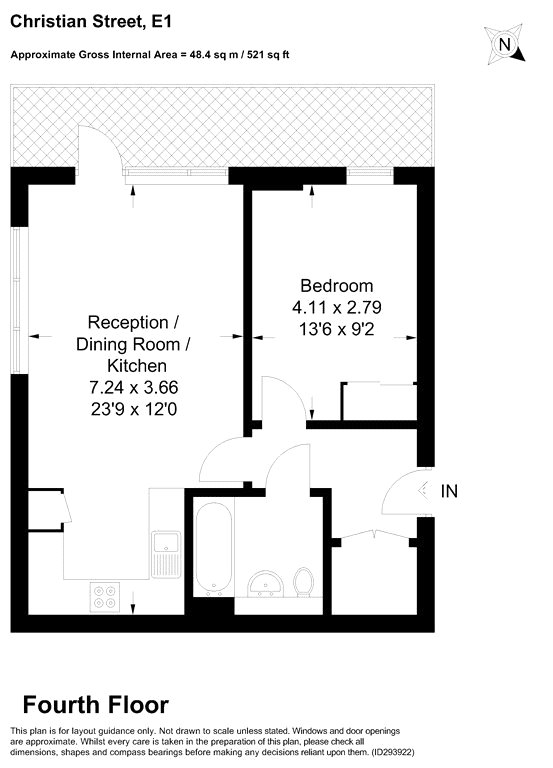 Christian Street, E1
Approximate Gross Internal Area = 48.4 sq m / 521 sq ft
N
Bedroom
4.11 x 2.79
13'6 x 9'2
Reception /
Dining Room /
Kitchen
7.24 x 3.66
23'9 x 12'0
IN
Fourth Floor
This plan is for layout guidance only. Not drawn to scale unless stated. Windows and door openings
are approximate. Whilst every care is taken in the preparation of this plan, please check all
dimensions, shapes and compass bearings before making any decisions reliant upon them. (ID293922)